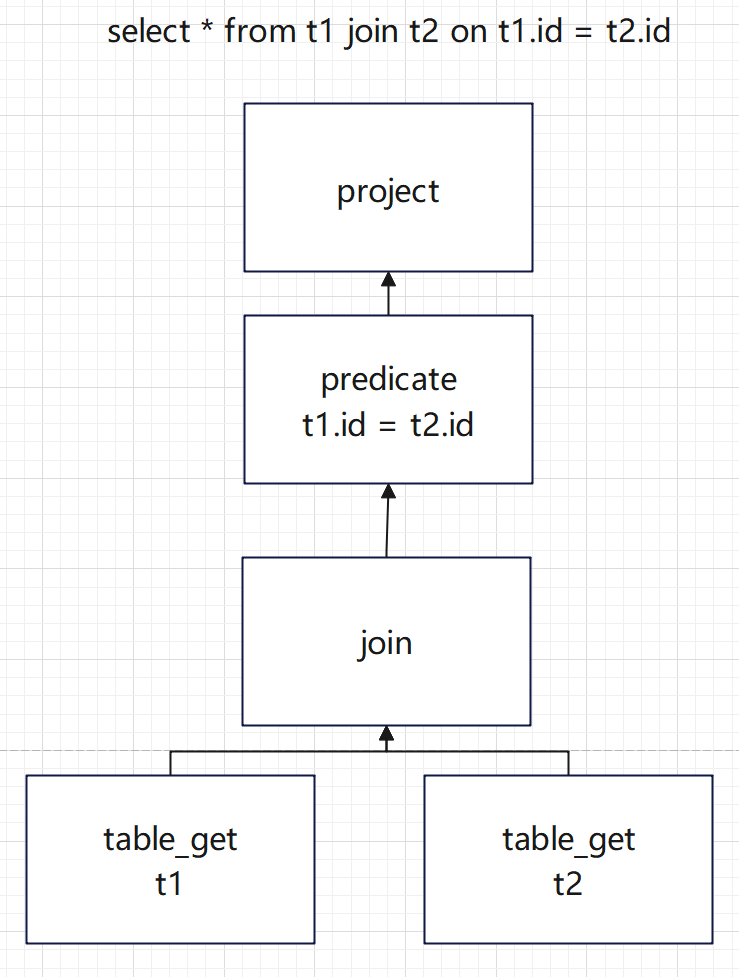 select * from t1 join t2 on t1.id = t2.id
project
predicate
t1.id = t2.id
join
table_get
t1
table_get
t2